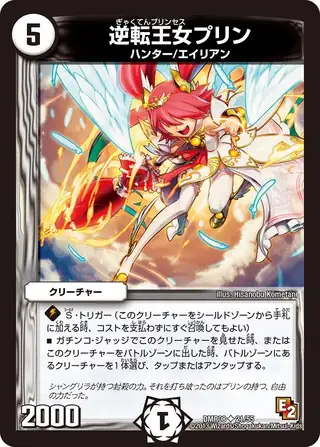 5
ぎゃくてんプリンセス
逆転王女プリン
ハンター/エイリアン
illus. Hisanobu Kometani
クリーチャー
S・トリガー(このクリーチャーをシールドゾーンから手札
に加える時、コストを支払わずにすぐ召喚してもよい)
■ ガチンコ・ジャッジでこのクリーチャーを見せた時、または
このクリーチャーをバトルゾーンに出した時、バトルゾーンに
あるクリーチャーを1体選び、タップまたはアンタップする。
シャングリラが持つ封殺の力。それを打ち破ったのはプリンの持つ、自由
の力だった。
2000
1
E2